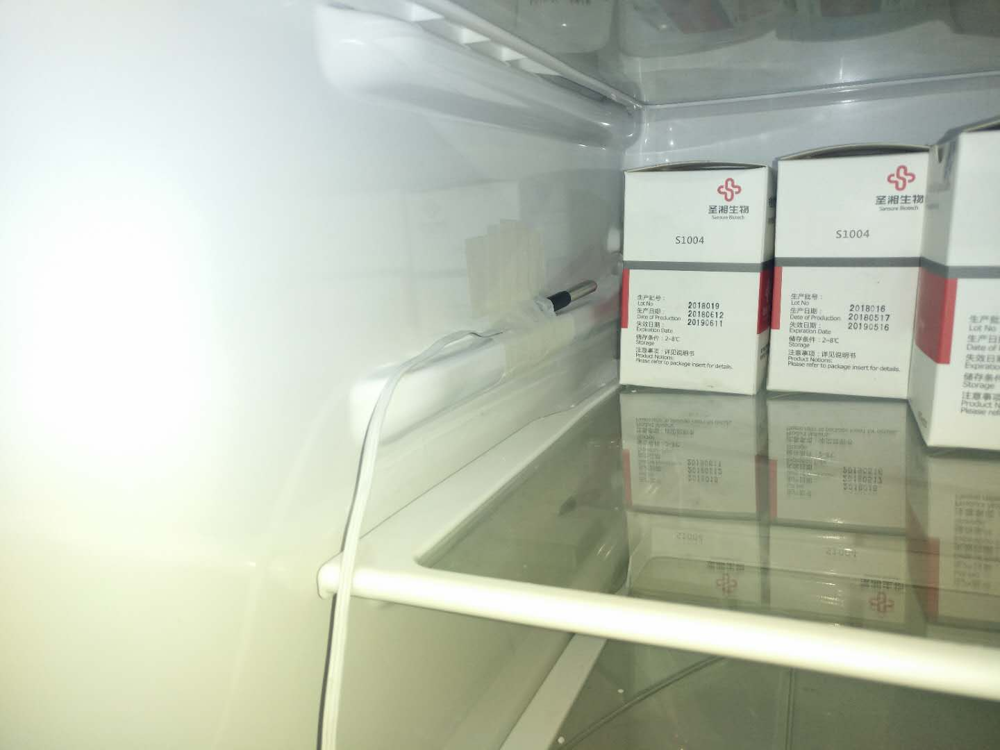 圣湘生物
Sansure Biotech
S1004
生产批号：
Lot No 2018019
生产日期：
Date of Production 20180612
失效日期： 20190611
Expiration Date
储存条件：2~8℃
Storage
注意事项：详见说明书
Product Notions:
Please refer to package insert for details.
圣湘生物
Sansure Biotech
S1004
生产批号：
Lot No 2018016
生产日期：
Date of Production 20180517
失效日期： 20190516
Expiration Date
储存条件：2~8℃
Storage
注意事项：详见说明书
Product Notions:
Please refer to package insert for details.
生产批
Lot No
生产日
Date of
失效日
储存条件
Storage
注意事项
Product N
Please ref